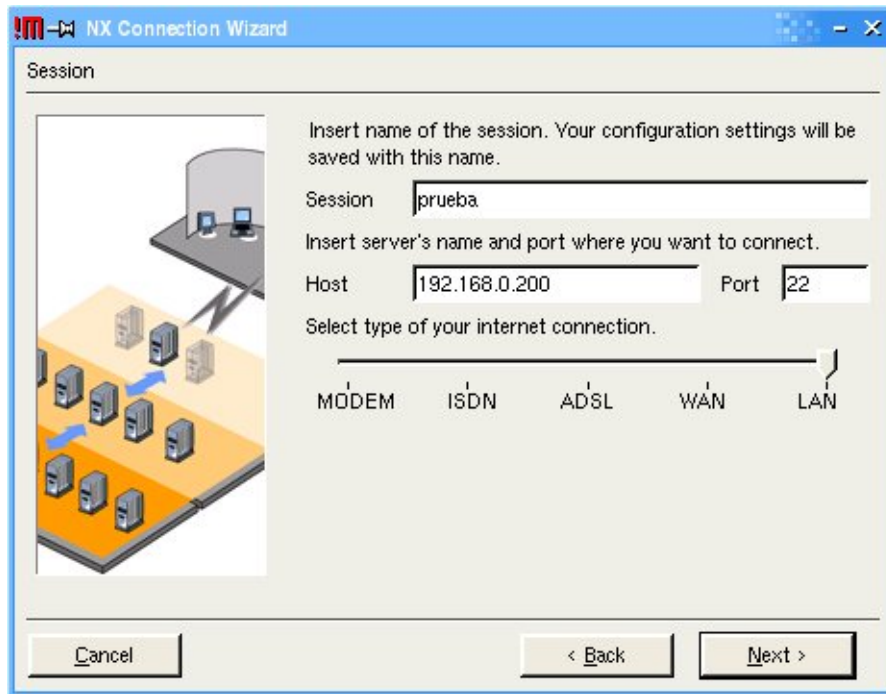 !M NX Connection Wizard
Session
Insert name of the session. Your configuration settings will be
saved with this name.
Session prueba
Insert server's name and port where you want to connect.
Host 192.168.0.200 Port 22
Select type of your internet connection.
MODEM ISDN ADSL WAN LAN
Cancel < Back Next >